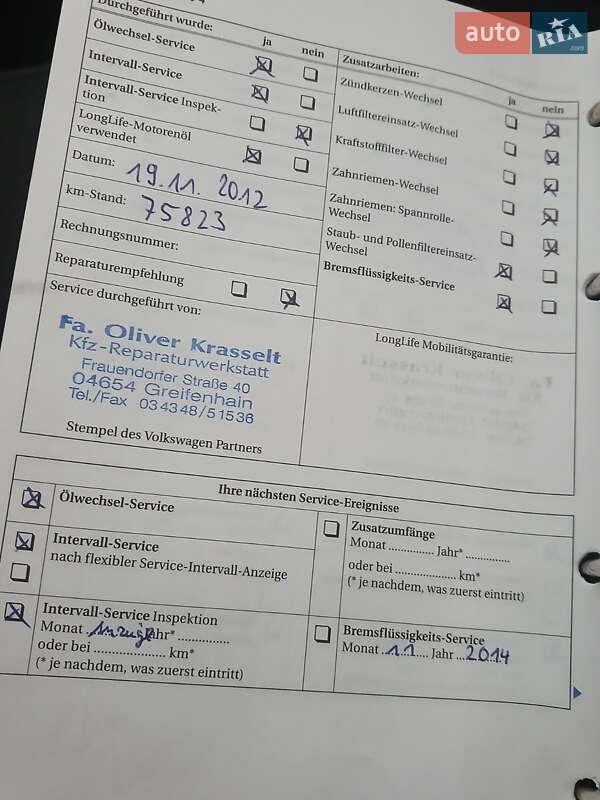 auto RIA .com
Durchgeführt wurde:
ja nein
Ölwechsel-Service
Intervall-Service
Intervall-Service Inspek-
tion
LongLife-Motorenöl
verwendet
Datum: 19.11.2012
km-Stand: 75823
Rechnungsnummer:
Reparaturempfehlung
Service durchgeführt von:
Fa. Oliver Krasselt
Kfz-Reparaturwerkstatt
Frauendorfer Straße 40
04654 Greifenhain
Tel./Fax 034348/51536
Stempel des Volkswagen Partners
Zusatzarbeiten:
ja nein
Zündkerzen-Wechsel
Luftfiltereinsatz-Wechsel
Kraftstofffilter-Wechsel
Zahnriemen-Wechsel
Zahnriemen: Spannrolle-
Wechsel
Staub- und Pollenfiltereinsatz-
Wechsel
Bremsflüssigkeits-Service
LongLife Mobilitätsgarantie:
Ihre nächsten Service-Ereignisse
Ölwechsel-Service
Intervall-Service
nach flexibler Service-Intervall-Anzeige
Intervall-Service Inspektion
Monat Jahr* ...............
oder bei ..................... km*
(* je nachdem, was zuerst eintritt)
Zusatzumfänge
Monat ............... Jahr* ...............
oder bei ..................... km*
(* je nachdem, was zuerst eintritt)
Bremsflüssigkeits-Service
Monat 11 Jahr 2014